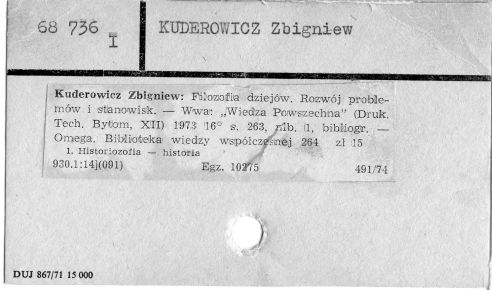 68 736 I
KUDEROWICZ Zbigniew
Kuderowicz Zbigniew: Filozofia dziejów. Rozwój proble-
mów i stanowisk. — Wwa: „Wiedza Powszechna" (Druk.
Tech. Bytom, XII) 1973 16° s. 263, nlb. 1, bibliogr. —
Omega. Biblioteka wiedzy współczesnej 264 zł 15
1. Historiozofia — historia
930.1:14](091) Egz. 10275 491/74
DUJ 867/71 15 000